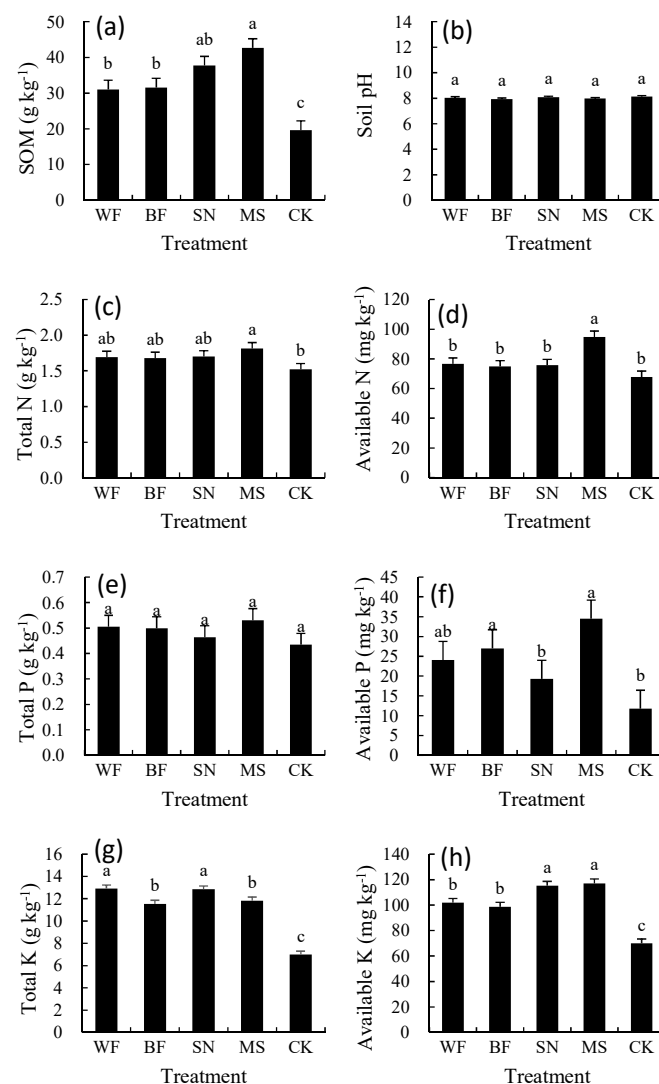 (a)
SOM (g kg⁻¹)
50
40
30
20
10
0
b
b
ab
a
c
WF BF SN MS CK
Treatment
(b)
Soil pH
14
12
10
8
6
4
2
0
a
a
a
a
a
WF BF SN MS CK
Treatment
(c)
Total N (g kg⁻¹)
2.5
2.0
1.5
1.0
0.5
0.0
ab
ab
ab
a
b
WF BF SN MS CK
Treatment
(d)
Available N (mg kg⁻¹)
120
100
80
60
40
20
0
b
b
b
a
b
WF BF SN MS CK
Treatment
(e)
Total P (g kg⁻¹)
0.7
0.6
0.5
0.4
0.3
0.2
0.1
0.0
a
a
a
a
a
WF BF SN MS CK
Treatment
(f)
Available P (mg kg⁻¹)
45
40
35
30
25
20
15
10
5
0
ab
a
b
a
b
WF BF SN MS CK
Treatment
(g)
Total K (g kg⁻¹)
16
14
12
10
8
6
4
2
0
a
b
a
b
c
WF BF SN MS CK
Treatment
(h)
Available K (mg kg⁻¹)
140
120
100
80
60
40
20
0
b
b
a
a
c
WF BF SN MS CK
Treatment